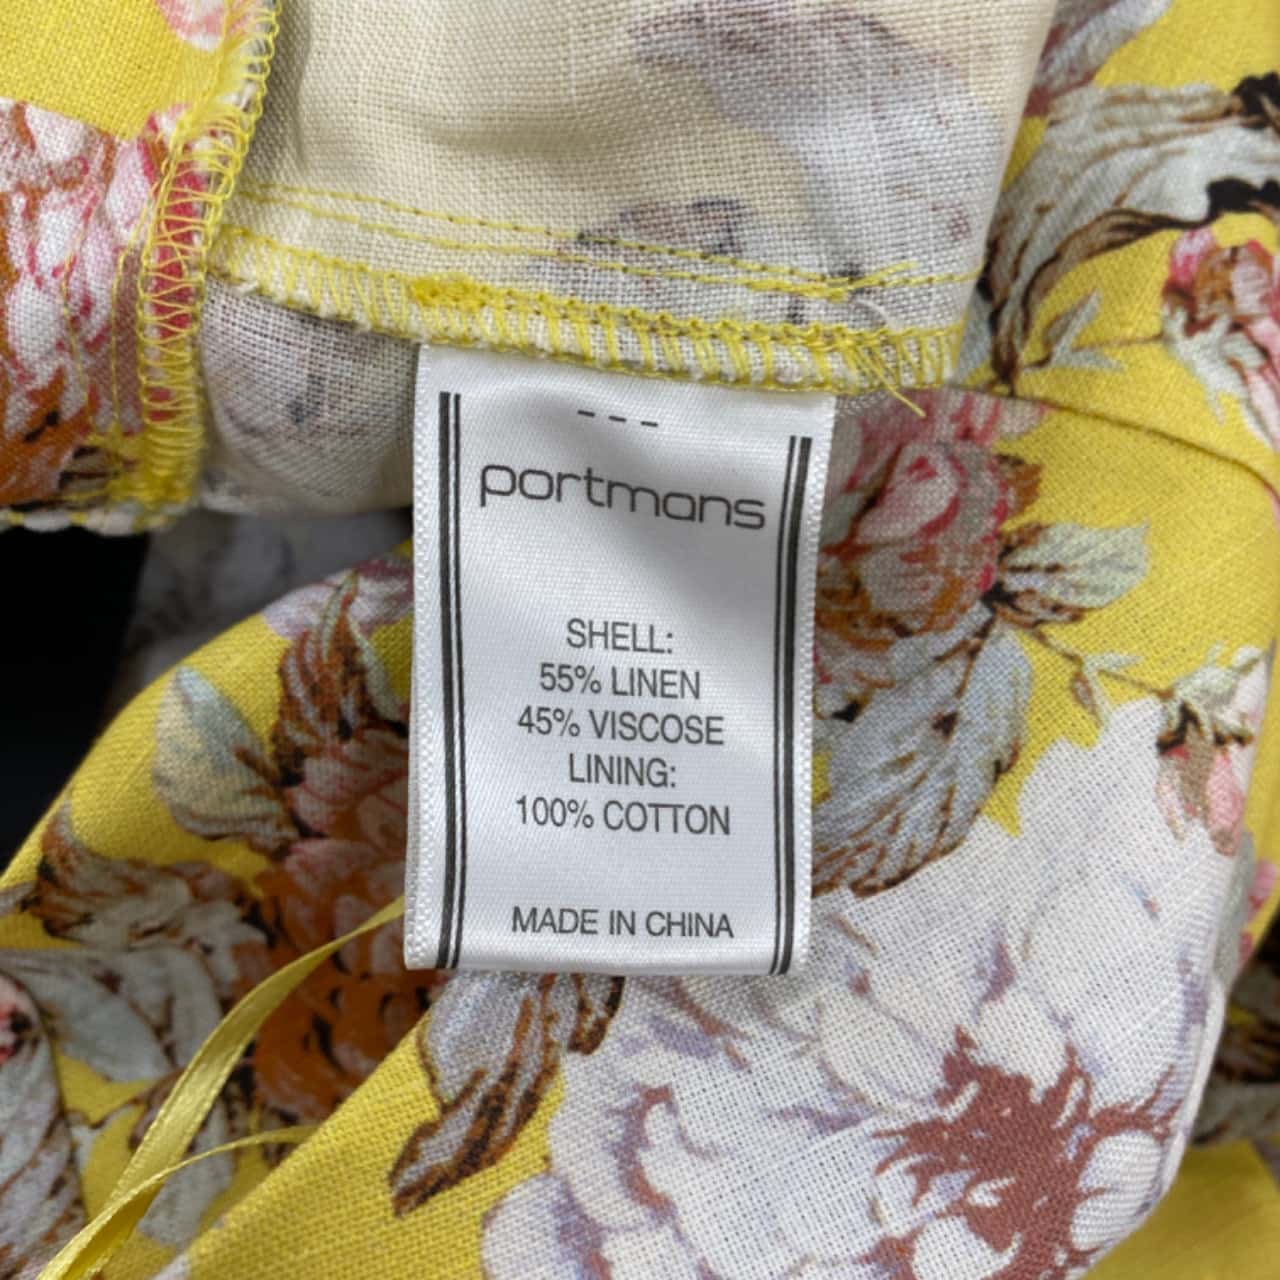 ---
portmans
SHELL:
55% LINEN
45% VISCOSE
LINING:
100% COTTON
MADE IN CHINA